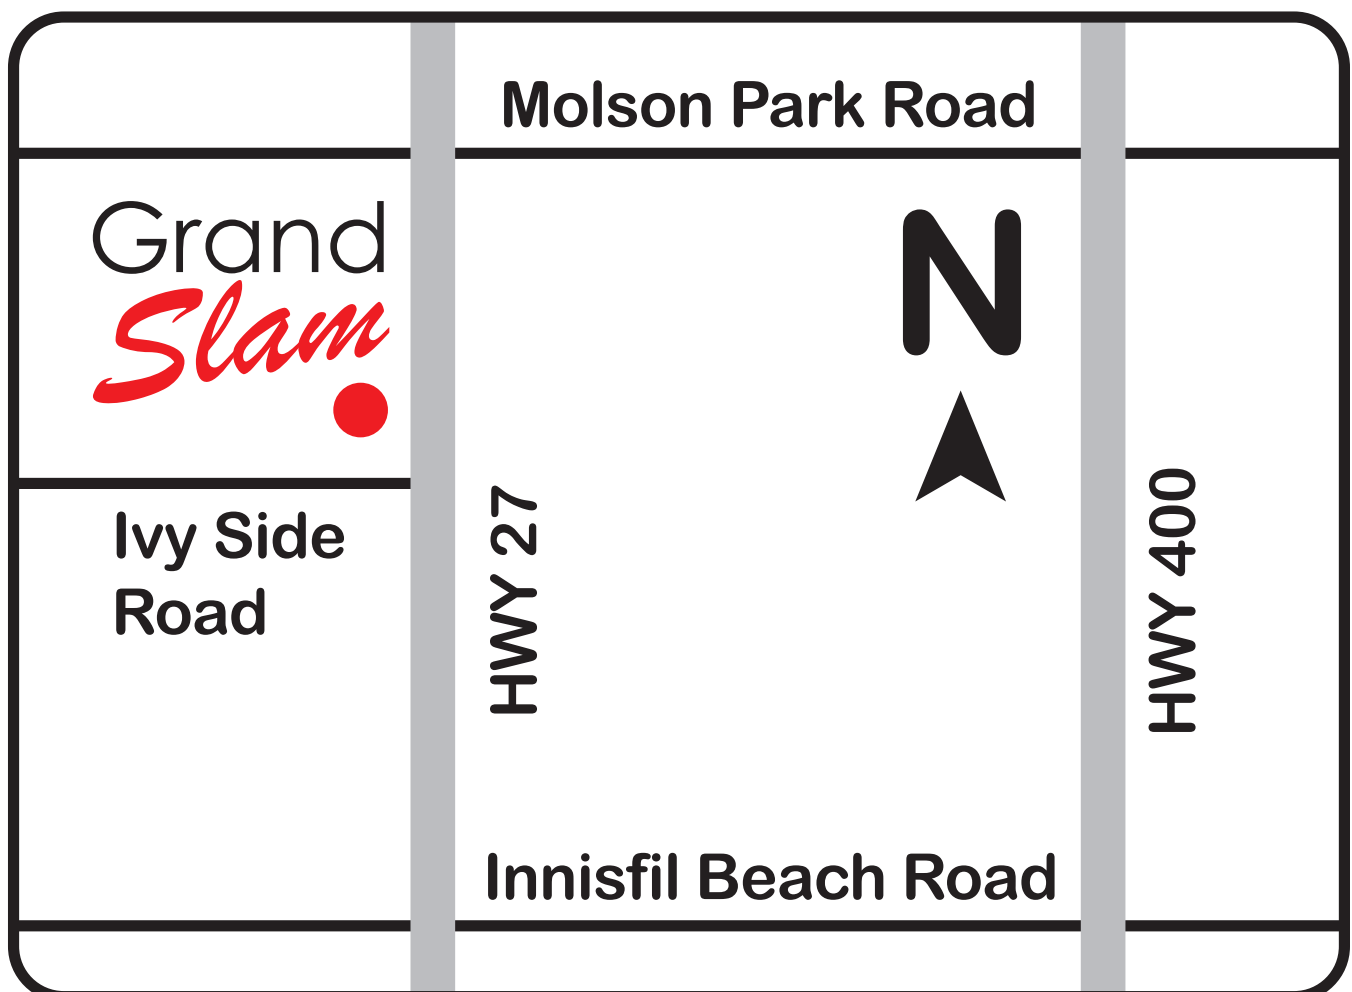 Molson Park Road
Grand
Slam
N
Ivy Side
Road
HWY 27
HWY 400
Innisfil Beach Road